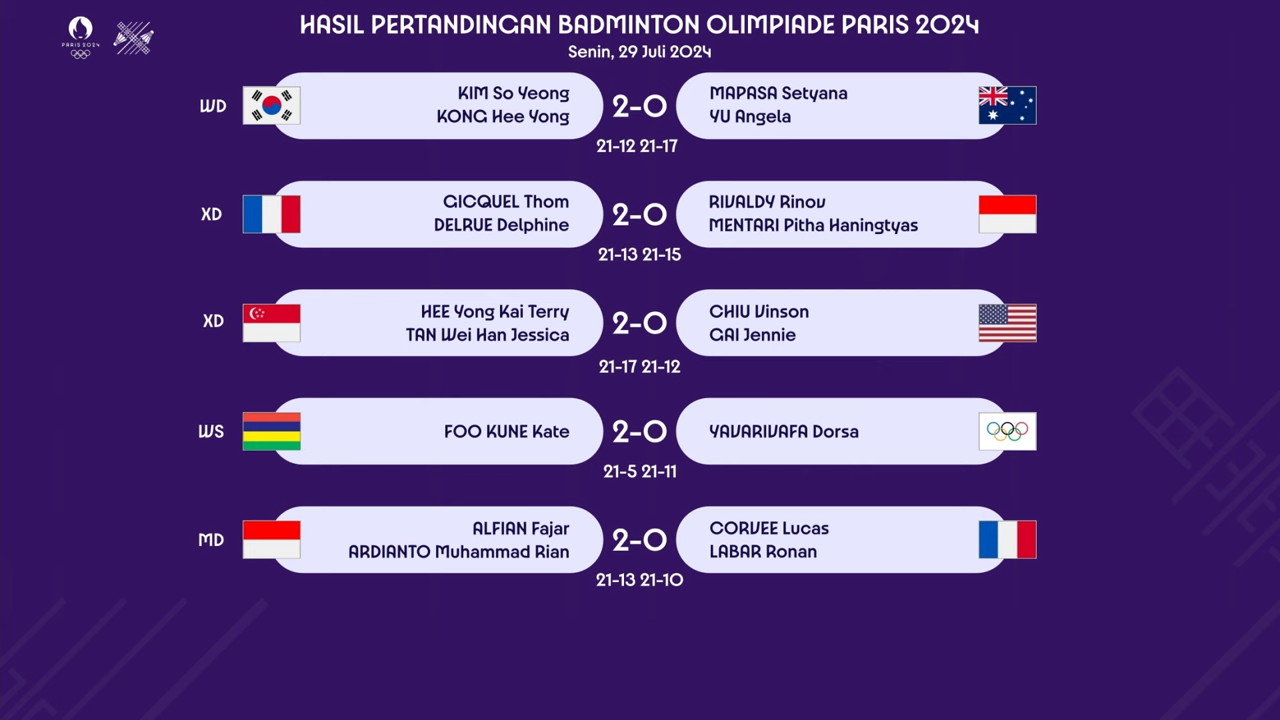 PARIS 2024
HASIL PERTANDINGAN BADMINTON OLIMPIADE PARIS 2024
Senin, 29 Juli 2024
WD
KIM So Yeong
KONG Hee Yong
2-0
MAPASA Setyana
YU Angela
21-12 21-17
XD
GICQUEL Thom
DELRUE Delphine
2-0
RIVALDY Rinov
MENTARI Pitha Haningtyas
21-13 21-15
XD
HEE Yong Kai Terry
TAN Wei Han Jessica
2-0
CHIU Vinson
GAI Jennie
21-17 21-12
WS
FOO KUNE Kate
2-0
YAVARIVAFA Dorsa
21-5 21-11
MD
ALFIAN Fajar
ARDIANTO Muhammad Rian
2-0
CORVEE Lucas
LABAR Ronan
21-13 21-10